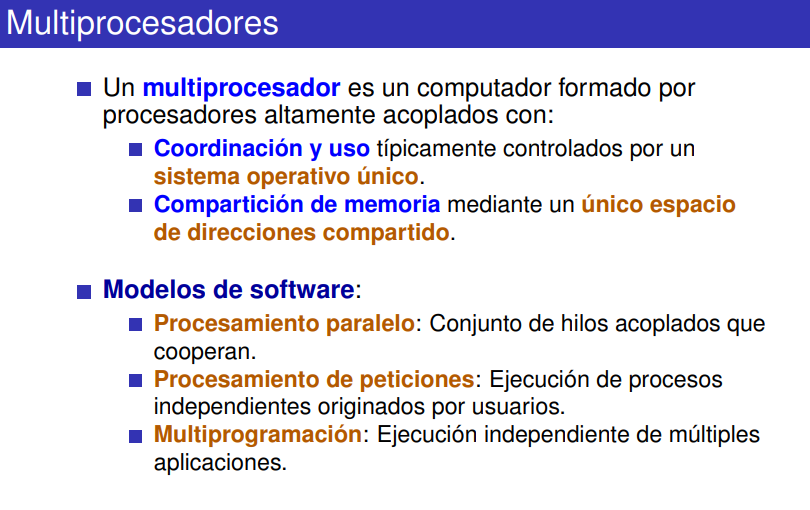 Multiprocesadores
Un multiprocesador es un computador formado por
procesadores altamente acoplados con:
Coordinación y uso típicamente controlados por un
sistema operativo único.
Compartición de memoria mediante un único espacio
de direcciones compartido.
Modelos de software:
Procesamiento paralelo: Conjunto de hilos acoplados que
cooperan.
Procesamiento de peticiones: Ejecución de procesos
independientes originados por usuarios.
Multiprogramación: Ejecución independiente de múltiples
aplicaciones.